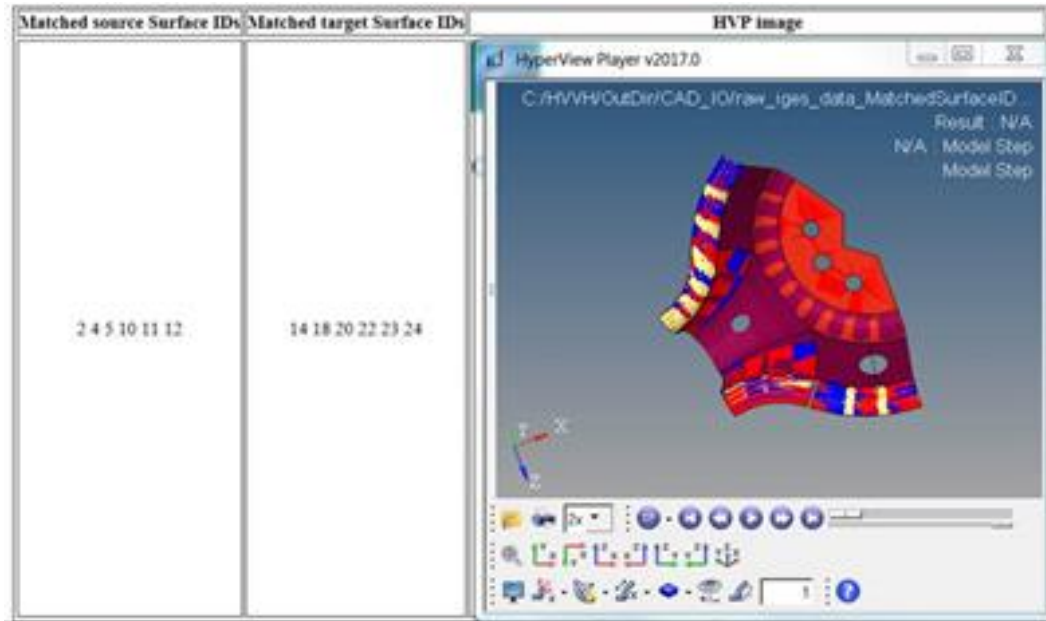 Matched source Surface IDs Matched target Surface IDs HVP image
HyperView Player v2017.0
C:/HVVH/OutDir/CAD_IO/raw_iges_data_MatchedSurfaceID...
Result : N/A
N/A : Model Step
Model Step
2 4 5 10 11 12 14 18 20 22 23 24
Y X
Z
2x
1